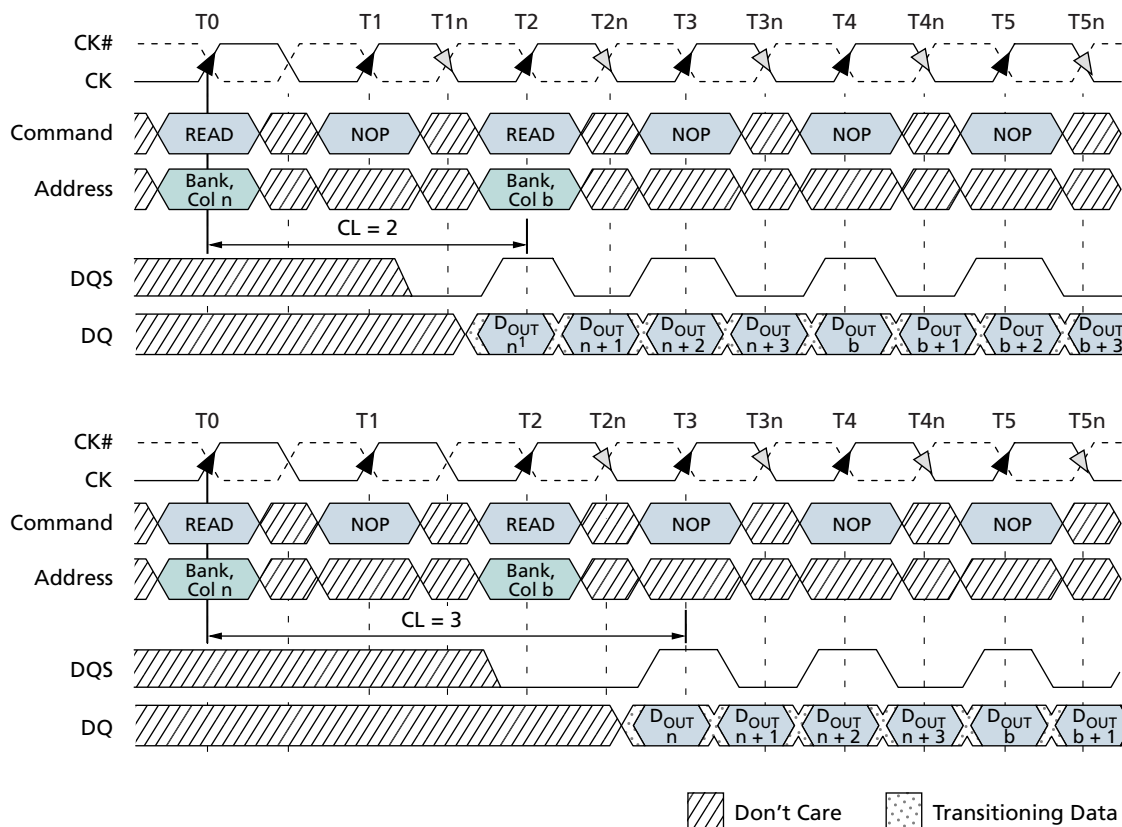 T0 T1 T1n T2 T2n T3 T3n T4 T4n T5 T5n
CK#
CK
Command READ NOP READ NOP NOP NOP
Address Bank, Col n Bank, Col b
CL = 2
DQS
DQ DOUT n1 DOUT n + 1 DOUT n + 2 DOUT n + 3 DOUT b DOUT b + 1 DOUT b + 2 DOUT b + 3
T0 T1 T2 T2n T3 T3n T4 T4n T5 T5n
CK#
CK
Command READ NOP READ NOP NOP NOP
Address Bank, Col n Bank, Col b
CL = 3
DQS
DQ DOUT n DOUT n + 1 DOUT n + 2 DOUT n + 3 DOUT b DOUT b + 1
Don't Care Transitioning Data